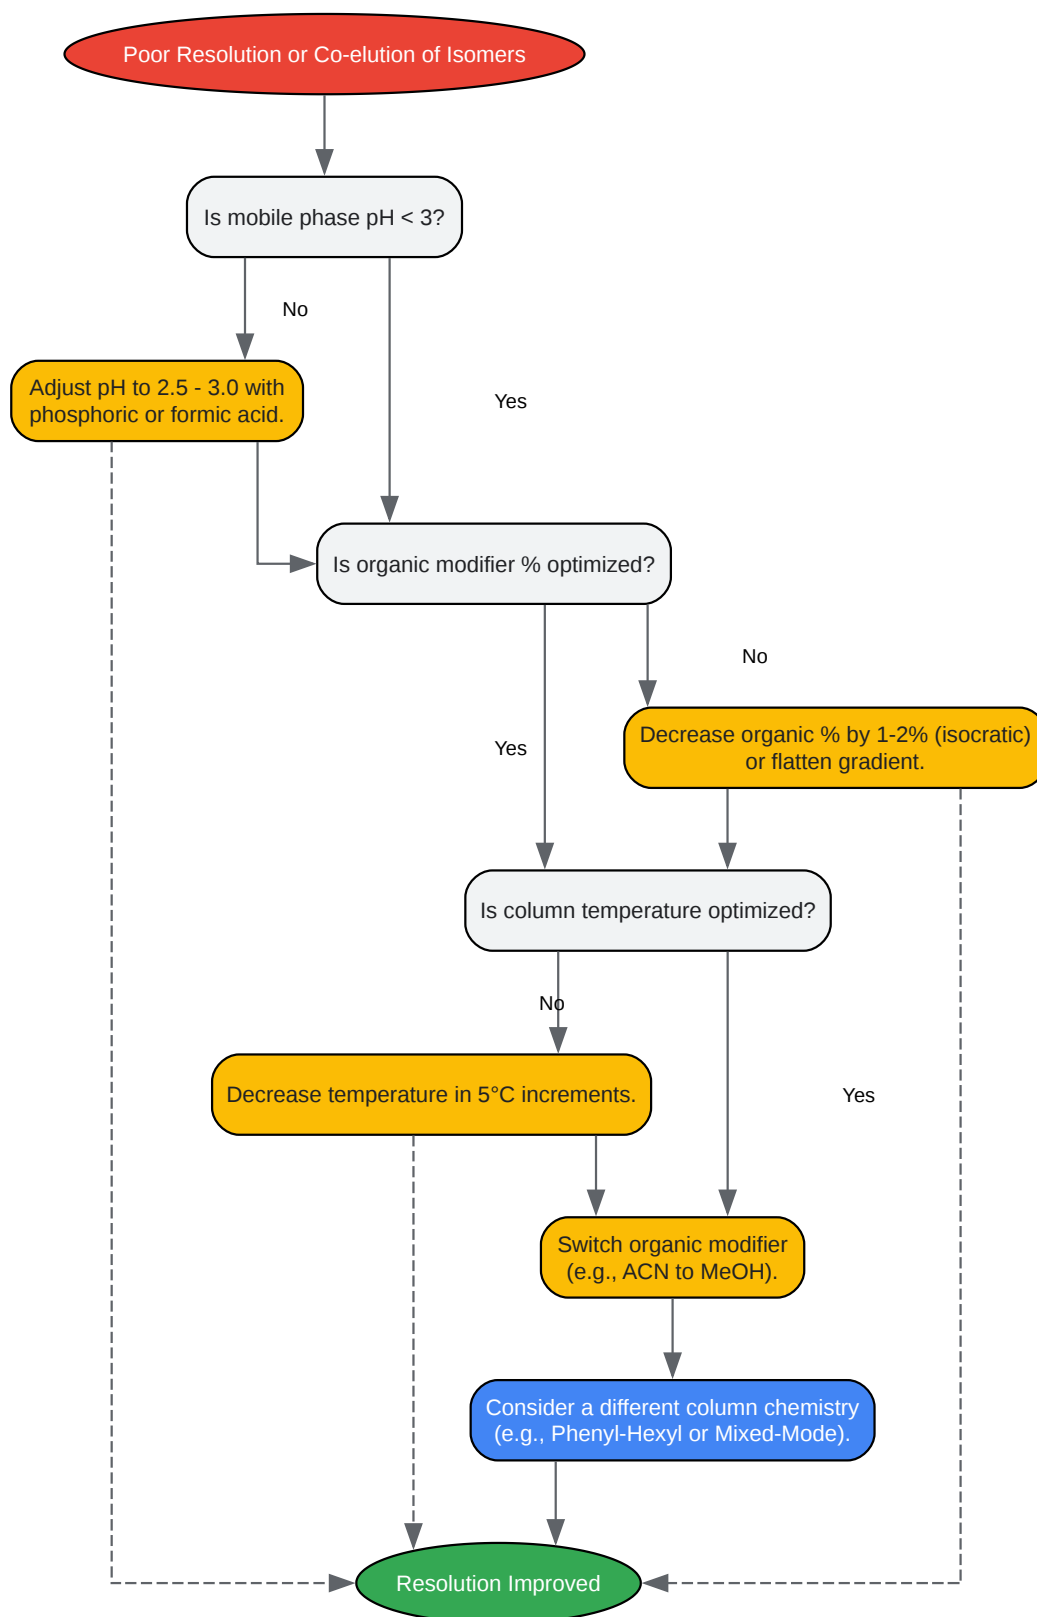 Poor Resolution or Co-elution of Isomers
Is mobile phase pH < 3?
No
Adjust pH to 2.5 - 3.0 with
phosphoric or formic acid.
Yes
Is organic modifier % optimized?
No
Yes
Decrease organic % by 1-2% (isocratic)
or flatten gradient.
Is column temperature optimized?
No
Decrease temperature in 5°C increments.
Yes
Switch organic modifier
(e.g., ACN to MeOH).
Consider a different column chemistry
(e.g., Phenyl-Hexyl or Mixed-Mode).
Resolution Improved